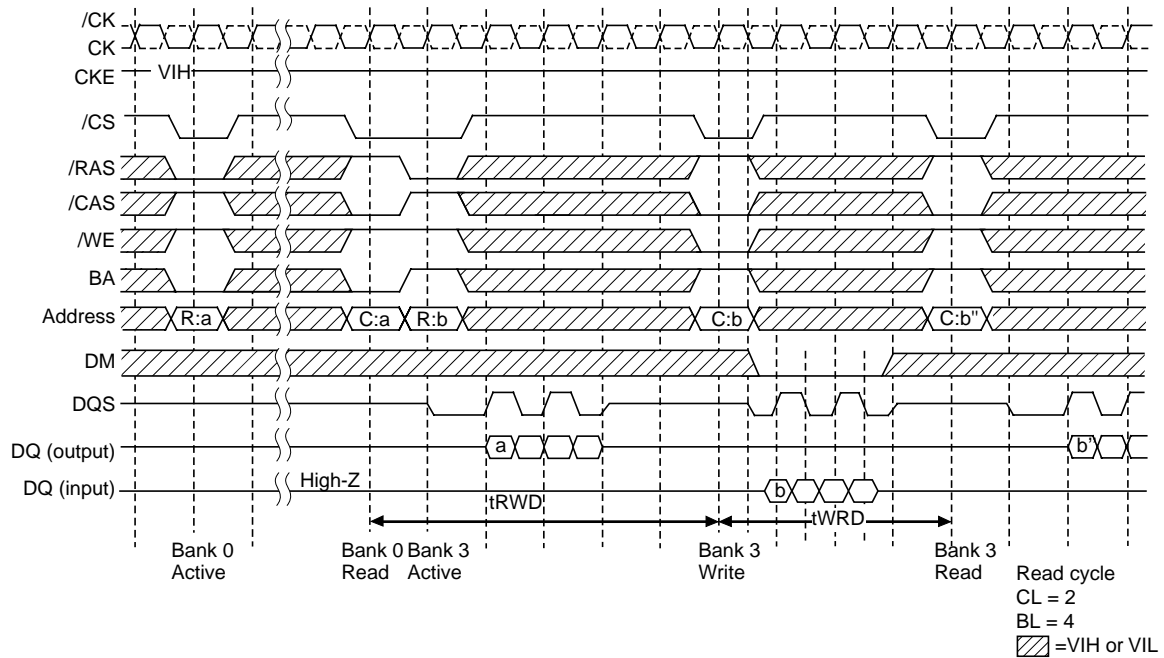 /CK
CK
CKE
VIH
/CS
/RAS
/CAS
/WE
BA
Address
R:a
C:a
R:b
C:b
C:b"
DM
DQS
DQ (output)
a
b"
DQ (input)
High-Z
b
tRWD
tWRD
Bank 0
Active
Bank 0
Read
Bank 3
Active
Bank 3
Write
Bank 3
Read
Read cycle
CL = 2
BL = 4
=VIH or VIL